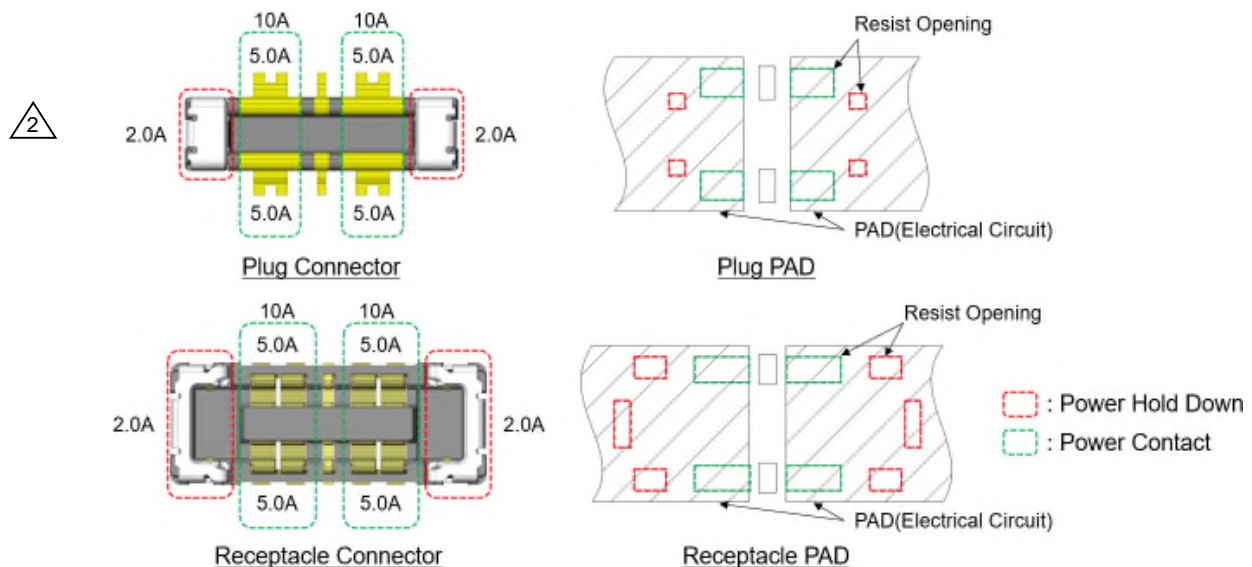 10A 10A
5.0A 5.0A
2
2.0A 2.0A
5.0A 5.0A
Plug Connector
Resist Opening
PAD(Electrical Circuit)
Plug PAD
10A 10A
5.0A 5.0A
2.0A 2.0A
5.0A 5.0A
Receptacle Connector
Resist Opening
PAD(Electrical Circuit)
Receptacle PAD
: Power Hold Down
: Power Contact